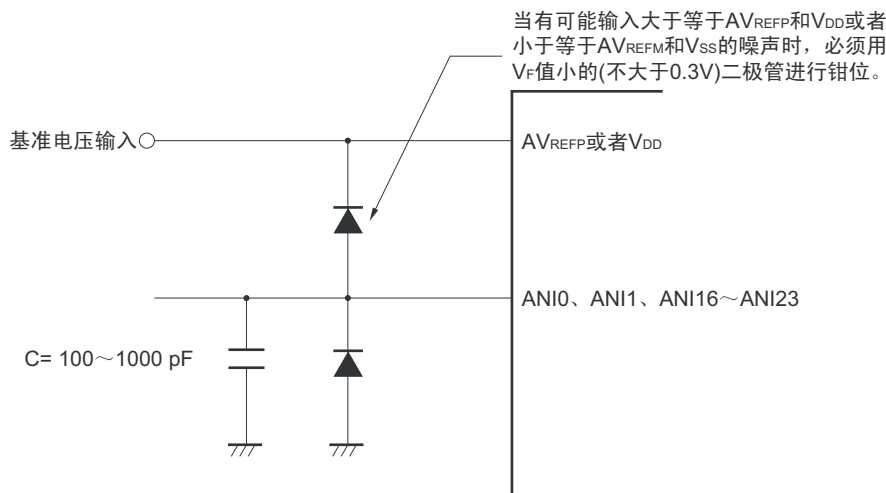 当有可能输入大于等于AVREFP和VDD或者
小于等于AVREFM和VSS的噪声时，必须用
VF值小的(不大于0.3V)二极管进行钳位。
基准电压输入
AVREFP或者VDD
ANI0、ANI1、ANI16～ANI23
C= 100～1000 pF